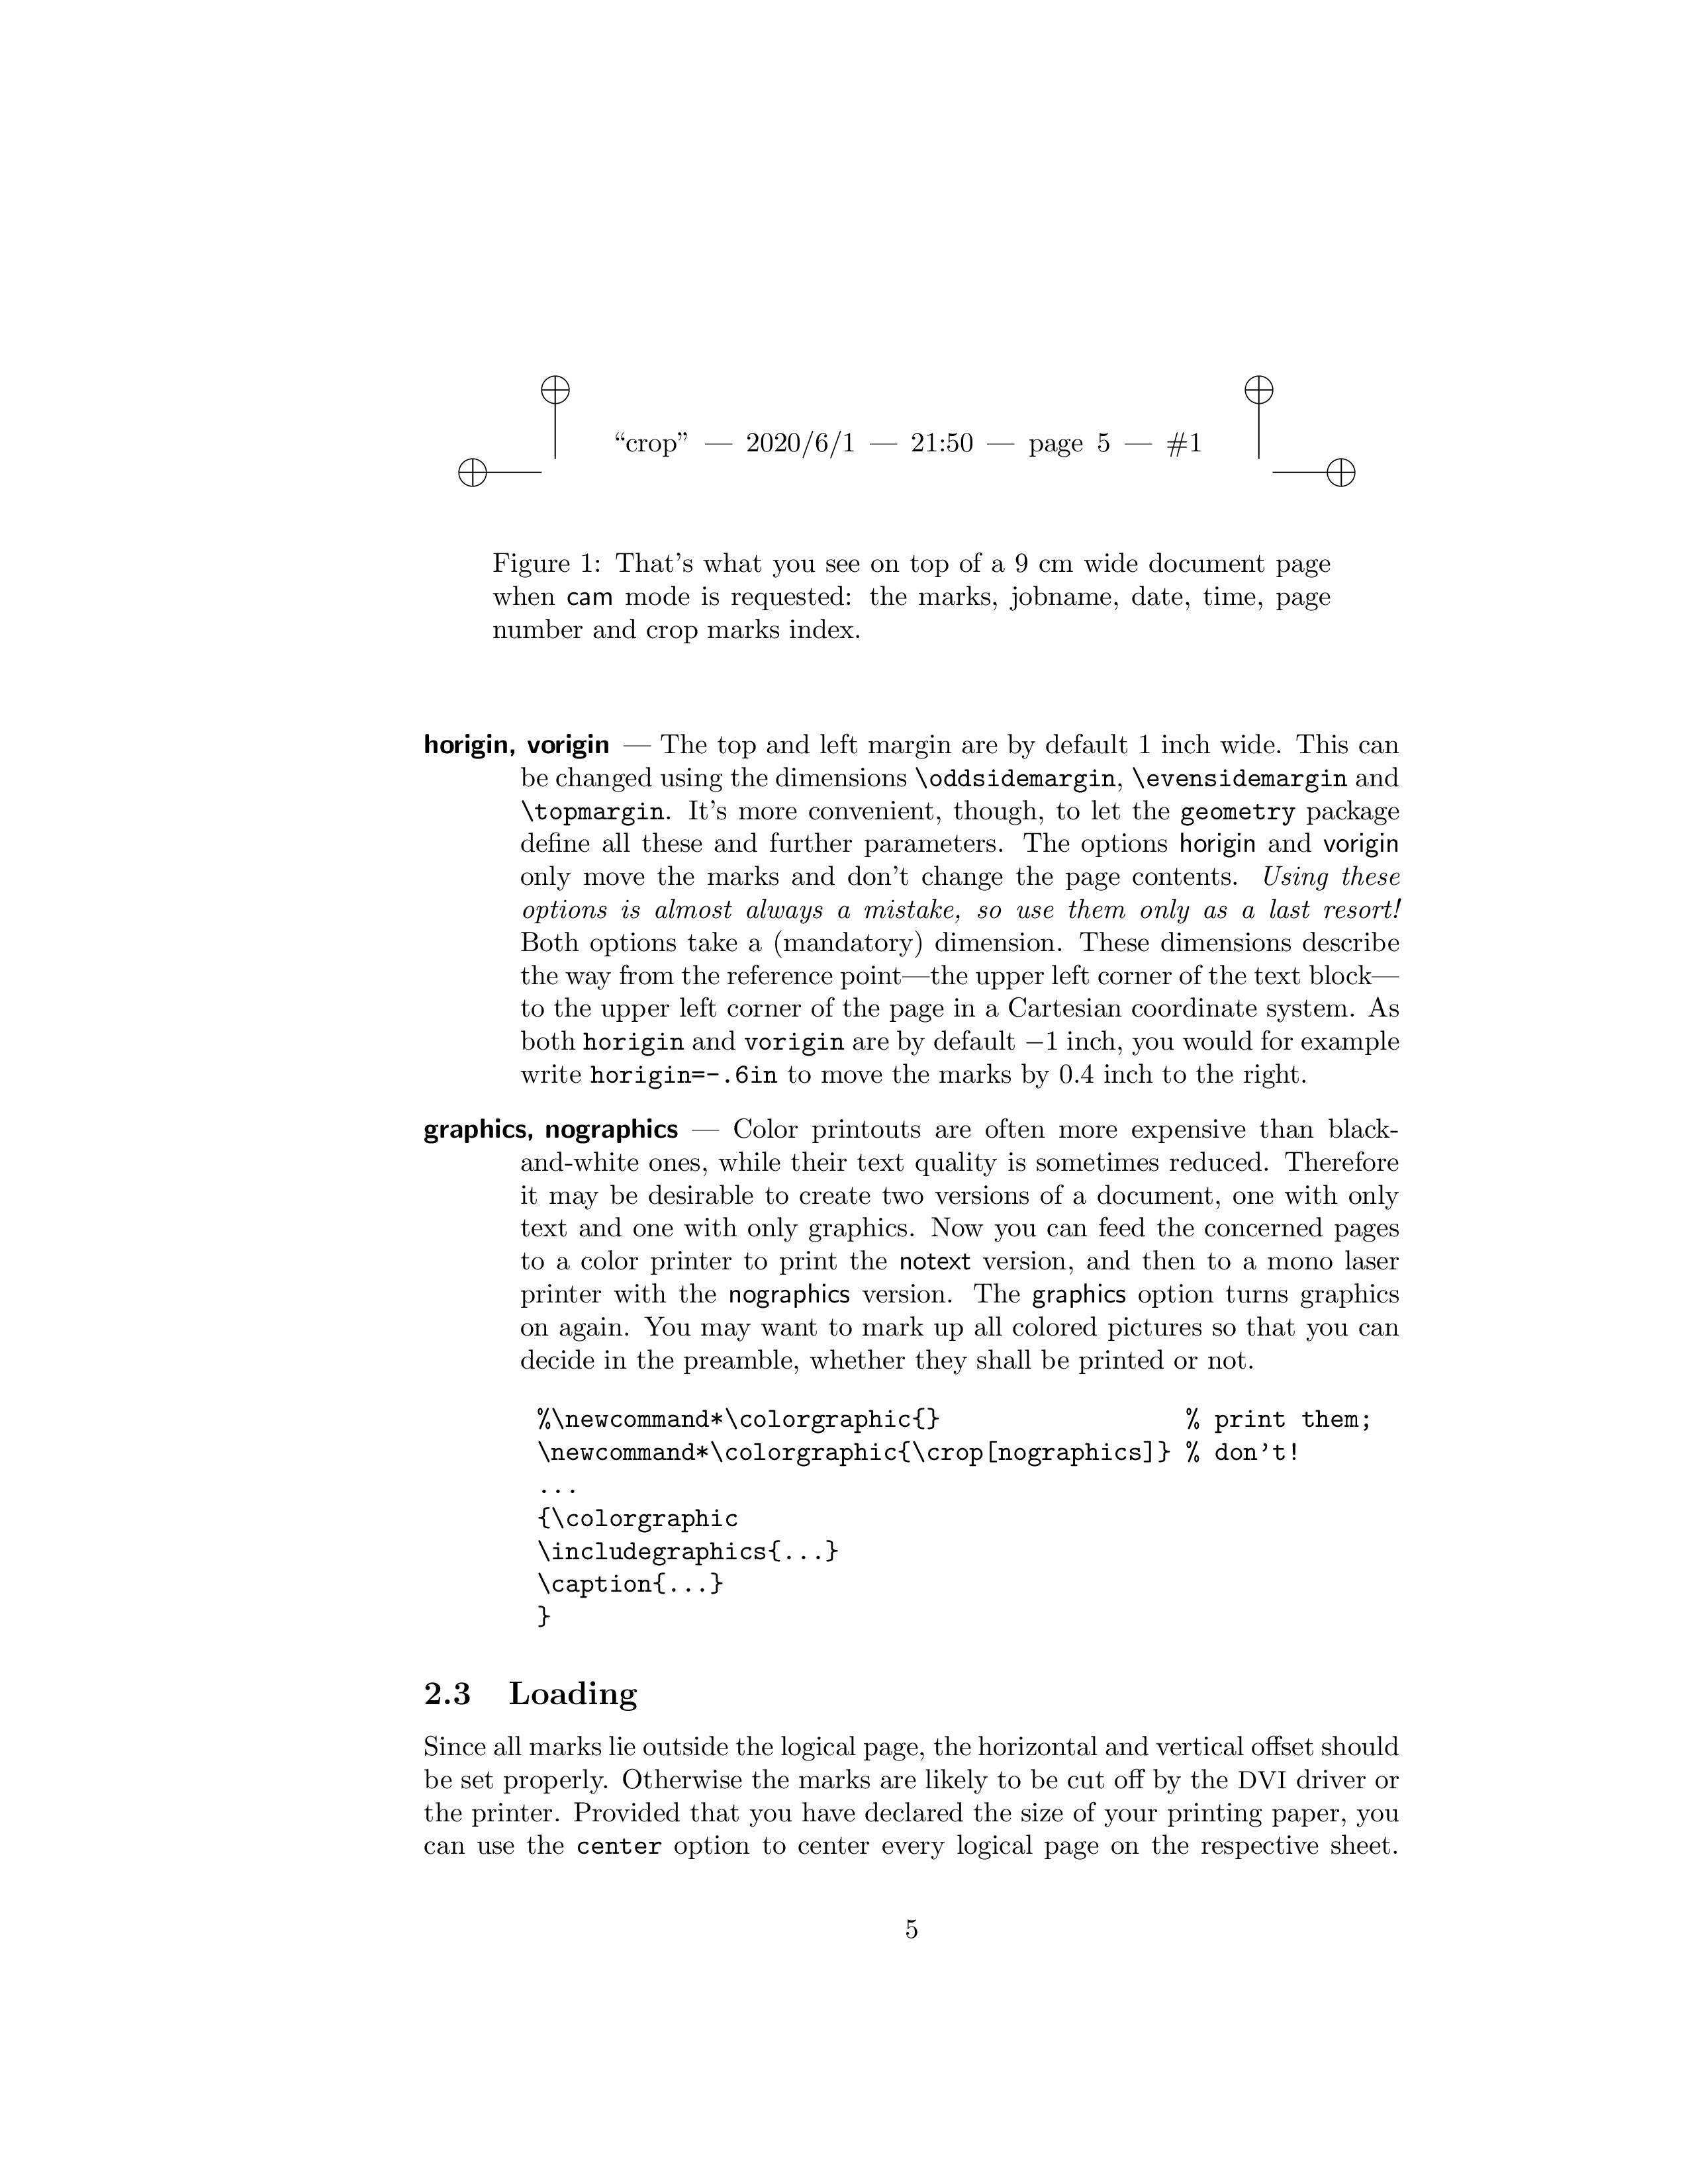 “crop” — 2020/6/1 — 21:50 — page 5 — #1
Figure 1: That’s what you see on top of a 9 cm wide document page
when cam mode is requested: the marks, jobname, date, time, page
number and crop marks index.
horigin, vorigin — The top and left margin are by default 1 inch wide. This can
be changed using the dimensions \oddsidemargin, \evensidemargin and
\topmargin. It’s more convenient, though, to let the geometry package
define all these and further parameters. The options horigin and vorigin
only move the marks and don’t change the page contents. Using these
options is almost always a mistake, so use them only as a last resort!
Both options take a (mandatory) dimension. These dimensions describe
the way from the reference point—the upper left corner of the text block—
to the upper left corner of the page in a Cartesian coordinate system. As
both horigin and vorigin are by default −1 inch, you would for example
write horigin=-.6in to move the marks by 0.4 inch to the right.
graphics, nographics — Color printouts are often more expensive than black-
and-white ones, while their text quality is sometimes reduced. Therefore
it may be desirable to create two versions of a document, one with only
text and one with only graphics. Now you can feed the concerned pages
to a color printer to print the notext version, and then to a mono laser
printer with the nographics version. The graphics option turns graphics
on again. You may want to mark up all colored pictures so that you can
decide in the preamble, whether they shall be printed or not.
%\newcommand*\colorgraphic{} % print them;
\newcommand*\colorgraphic{\crop[nographics]} % don’t!
...
{\colorgraphic
\includegraphics{...}
\caption{...}
}
2.3 Loading
Since all marks lie outside the logical page, the horizontal and vertical offset should
be set properly. Otherwise the marks are likely to be cut off by the DVI driver or
the printer. Provided that you have declared the size of your printing paper, you
can use the center option to center every logical page on the respective sheet.
5